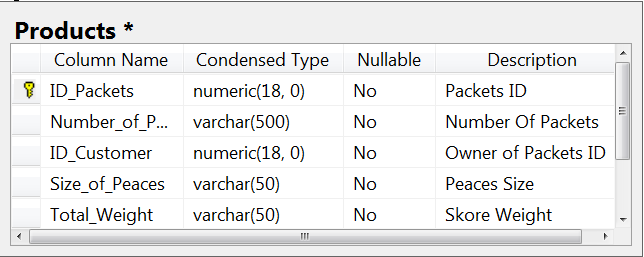 Products *
Column Name Condensed Type Nullable Description
ID_Packets numeric(18, 0) No Packets ID
Number_of_P... varchar(500) No Number Of Packets
ID_Customer numeric(18, 0) No Owner of Packets ID
Size_of_Peaces varchar(50) No Peaces Size
Total_Weight varchar(50) No Skore Weight